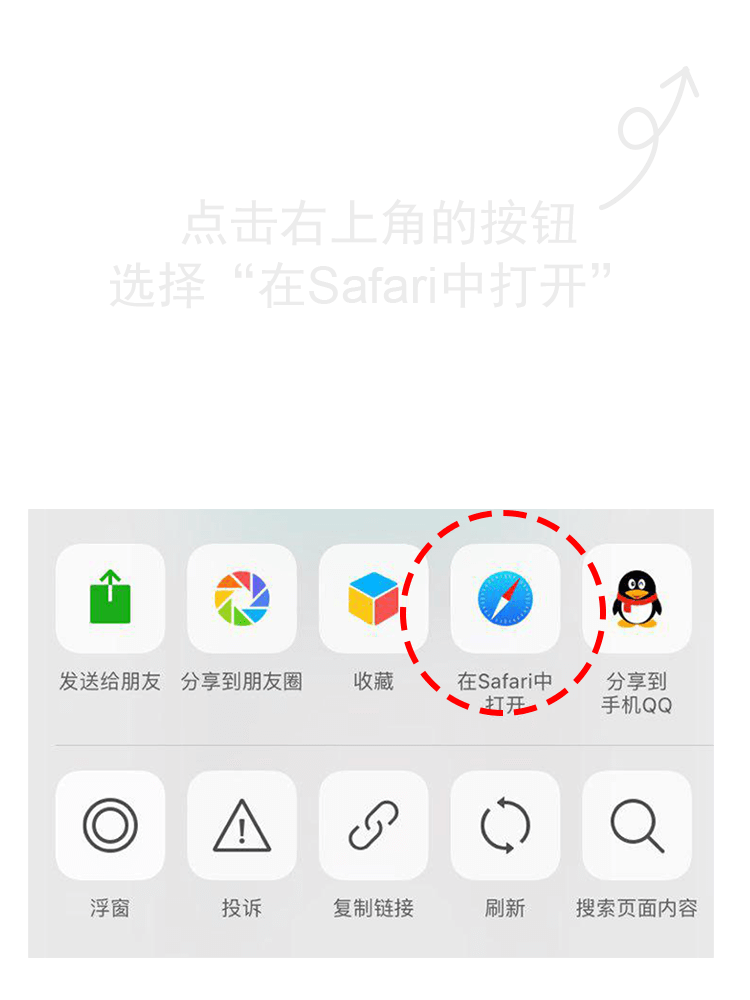 点击右上角的按钮
选择“在Safari中打开”
发送给朋友
分享到朋友圈
收藏
在Safari中
打开
分享到
手机QQ
浮窗
投诉
复制链接
刷新
搜索页面内容